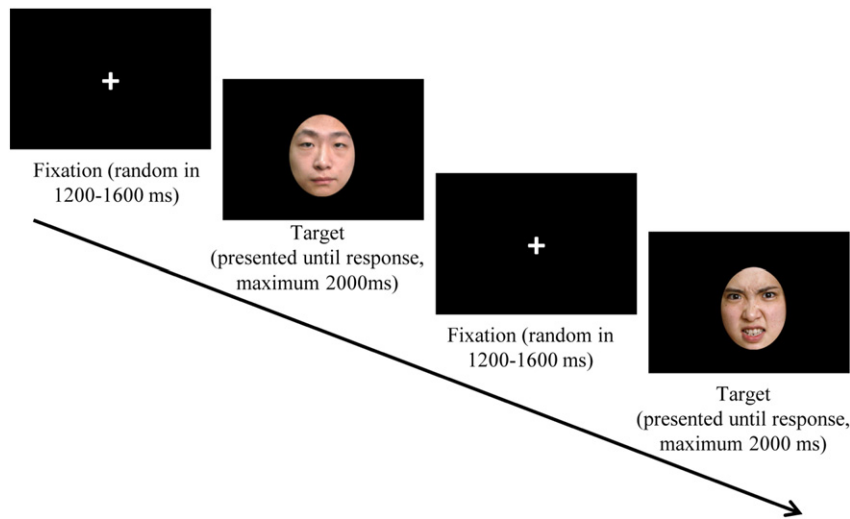 Fixation (random in
1200-1600 ms)
Target
(presented until response,
maximum 2000ms)
Fixation (random in
1200-1600 ms)
Target
(presented until response,
maximum 2000 ms)